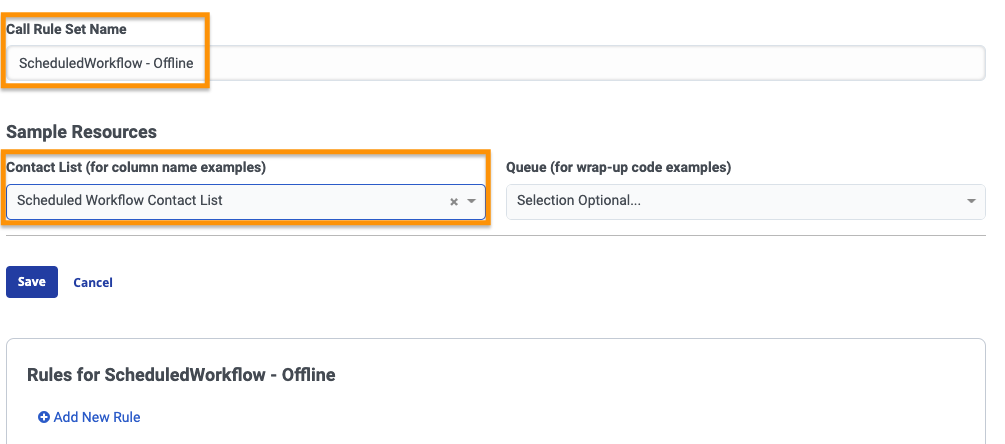 Call Rule Set Name
ScheduledWorkflow - Offline
Sample Resources
Contact List (for column name examples)
Scheduled Workflow Contact List
Queue (for wrap-up code examples)
Selection Optional...
Save
Cancel
Rules for ScheduledWorkflow - Offline
Add New Rule